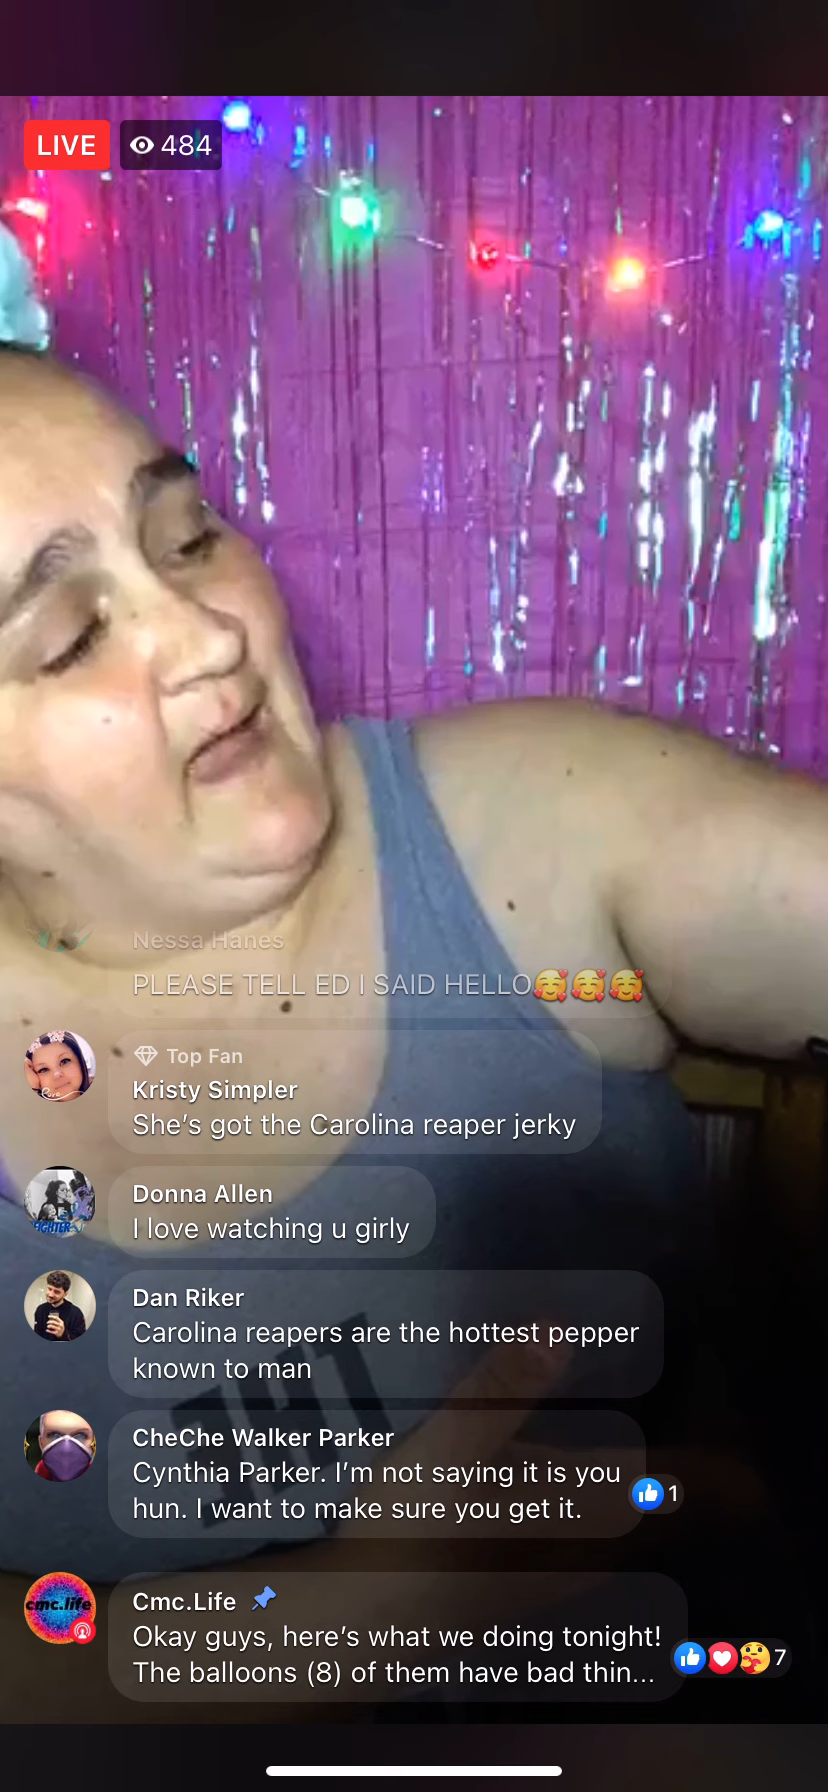 LIVE 484
Nessa Hanes
PLEASE TELL ED I SAID HELLO🥰🥰🥰
Top Fan
Kristy Simpler
She’s got the Carolina reaper jerky
Donna Allen
I love watching u girly
FIGHTER
Dan Riker
Carolina reapers are the hottest pepper
known to man
CheChe Walker Parker
Cynthia Parker. I’m not saying it is you
hun. I want to make sure you get it.
1
cmc.life
Cmc.Life
Okay guys, here’s what we doing tonight!
The balloons (8) of them have bad thin...
7